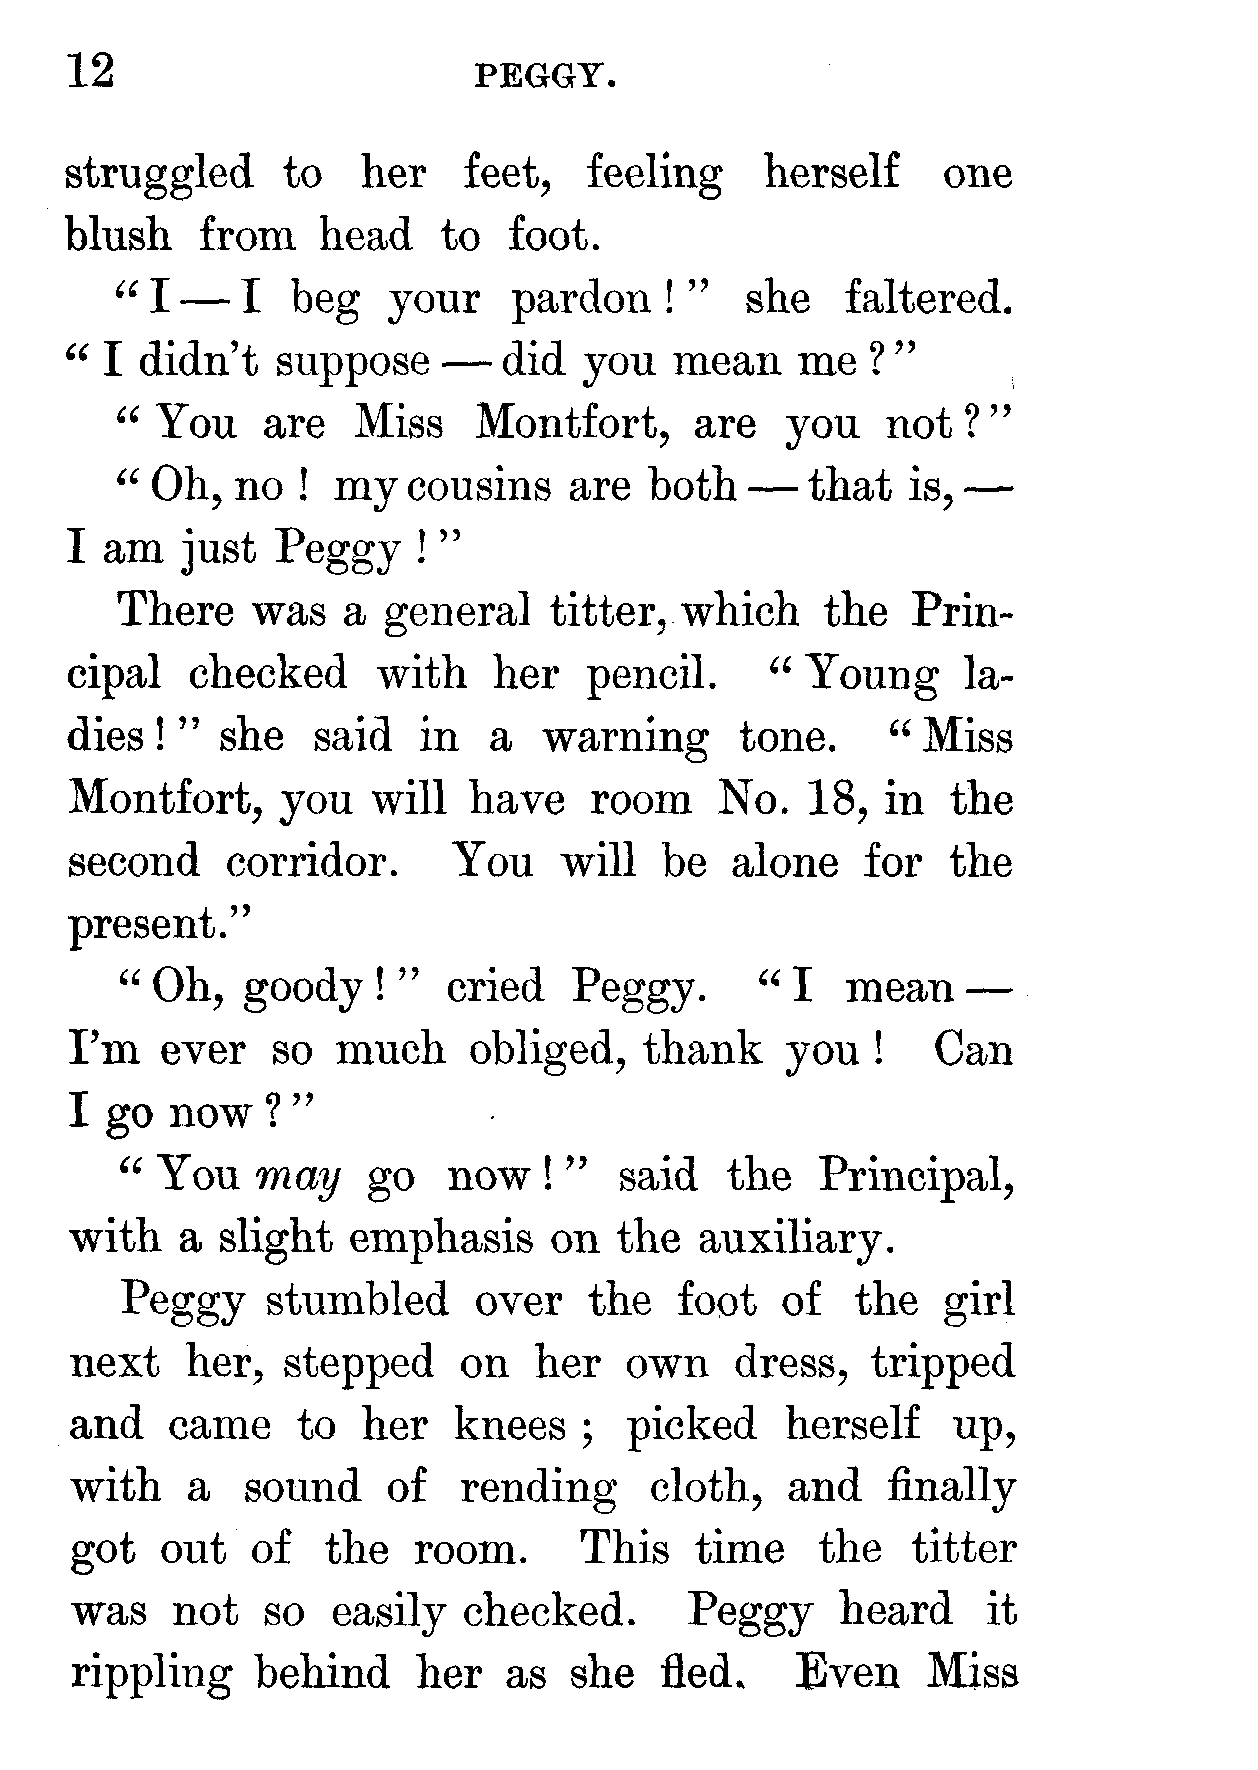 12 PEGGY.
struggled to her feet, feeling herself one
blush from head to foot.
“ I — I beg your pardon ! ” she faltered.
“ I didn’t suppose — did you mean me ? ”
“ You are Miss Montfort, are you not ? ”
“ Oh, no ! my cousins are both — that is, —
I am just Peggy ! ”
There was a general titter, which the Prin-
cipal checked with her pencil. “ Young la-
dies ! ” she said in a warning tone. “ Miss
Montfort, you will have room No. 18, in the
second corridor. You will be alone for the
present.”
“ Oh, goody ! ” cried Peggy. “ I mean —
I’m ever so much obliged, thank you ! Can
I go now ? ”
“ You may go now ! ” said the Principal,
with a slight emphasis on the auxiliary.
Peggy stumbled over the foot of the girl
next her, stepped on her own dress, tripped
and came to her knees ; picked herself up,
with a sound of rending cloth, and finally
got out of the room. This time the titter
was not so easily checked. Peggy heard it
rippling behind her as she fled. Even Miss